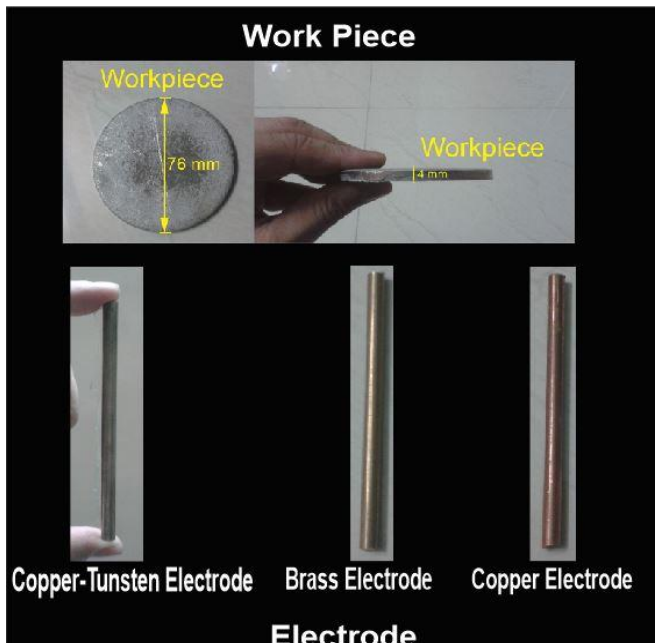 Work Piece
Workpiece
76 mm
Workpiece
4 mm
Copper-Tunsten Electrode
Brass Electrode
Copper Electrode
Electrode